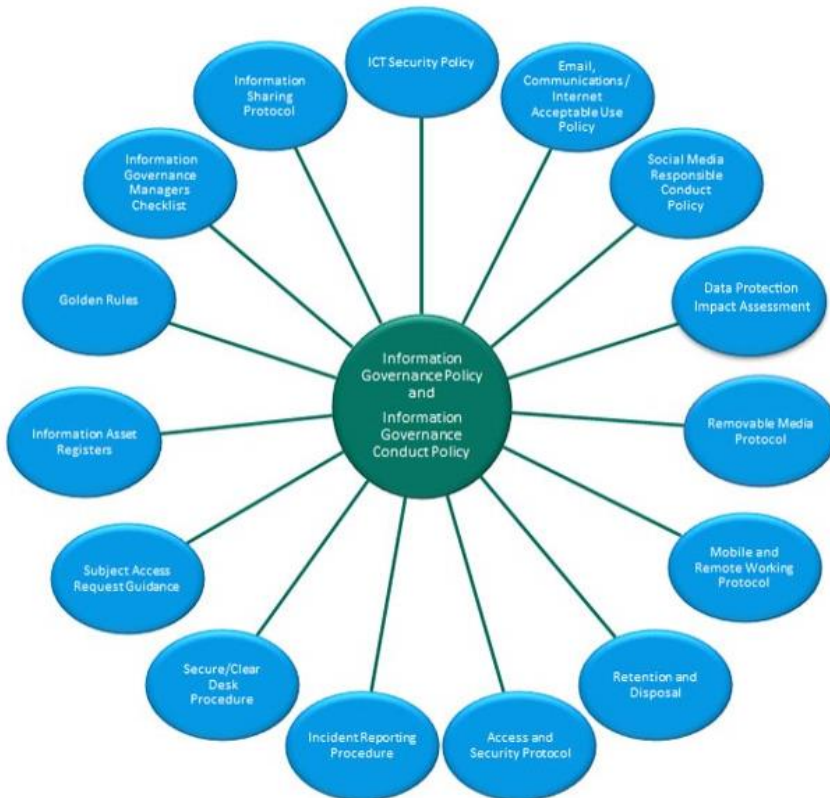 ICT Security Policy
Email,
Communications /
Internet
Acceptable Use
Policy
Social Media
Responsible
Conduct
Policy
Data Protection
Impact Assessment
Removable Media
Protocol
Mobile and
Remote Working
Protocol
Retention and
Disposal
Access and
Security Protocol
Incident Reporting
Procedure
Secure/Clear
Desk
Procedure
Subject Access
Request Guidance
Information Asset
Registers
Golden Rules
Information
Governance
Managers
Checklist
Information
Sharing
Protocol
Information
Governance Policy
and
Information
Governance
Conduct Policy